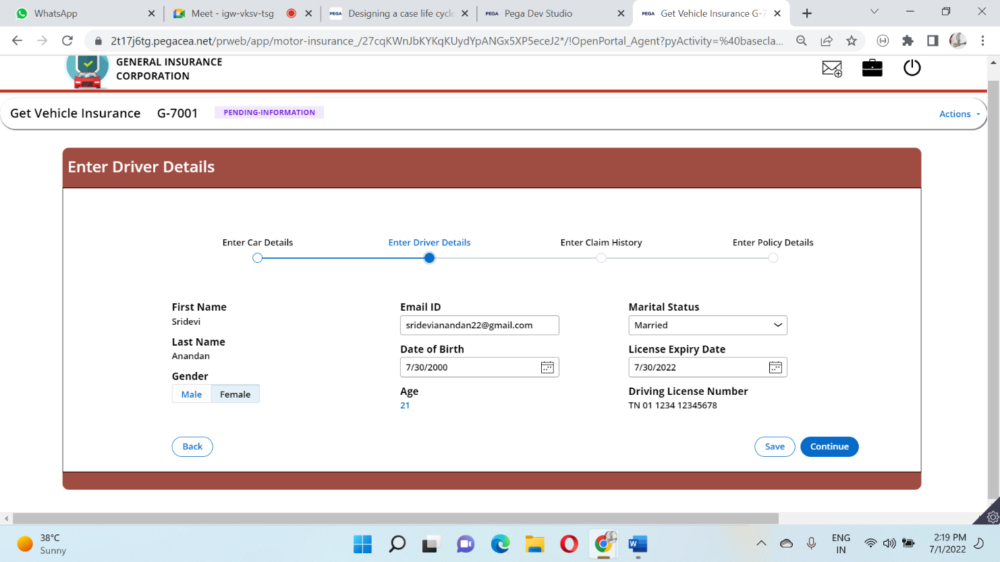 WhatsApp
Meet - igw-vksv-tsg
PEGA Designing a case life cycle
PEGA Pega Dev Studio
PEGA Get Vehicle Insurance G-7
2t17j6tg.pegacea.net/prweb/app/motor-insurance_/27cqKWnJbKYKqKUydYpANGx5XP5eceJ2*/!OpenPortal_Agent?pyActivity=%40basecla...
GENERAL INSURANCE
CORPORATION
Get Vehicle Insurance G-7001 PENDING-INFORMATION
Actions
Enter Driver Details
Enter Car Details
Enter Driver Details
Enter Claim History
Enter Policy Details
First Name
Sridevi
Last Name
Anandan
Gender
Male Female
Email ID
sridevianandan22@gmail.com
Date of Birth
7/30/2000
Age
21
Marital Status
Married
License Expiry Date
7/30/2022
Driving License Number
TN 01 1234 12345678
Back
Save
Continue
38°C
Sunny
W
ENG
IN
2:19 PM
7/1/2022